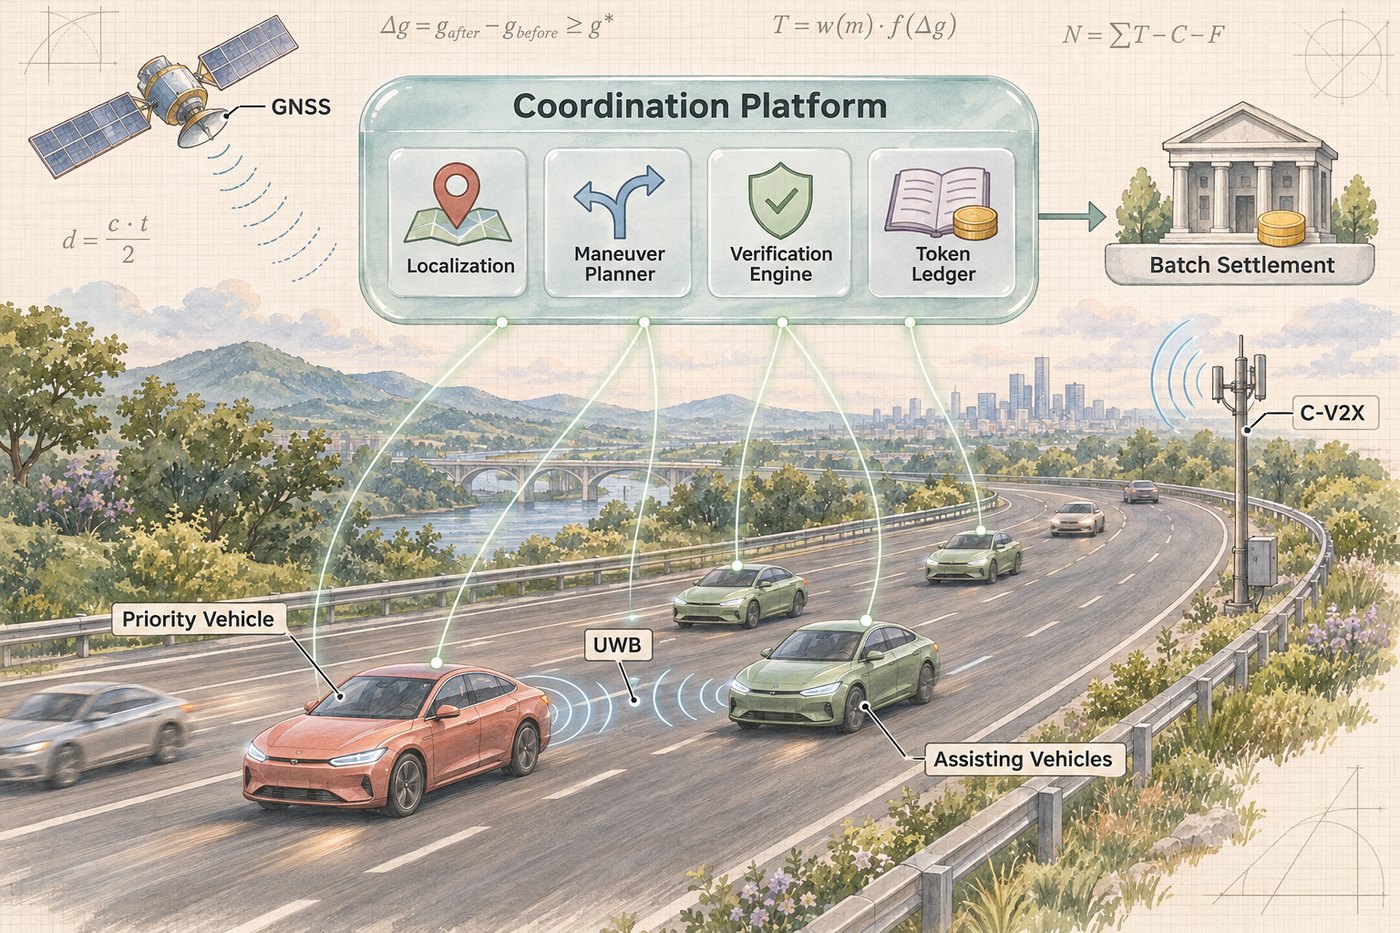 Δg = g_after − g_before ≥ g*
T = w(m) · f(Δg)
N = ∑T − C − F
GNSS
Coordination Platform
Localization
Maneuver
Planner
Verification
Engine
Token
Ledger
Batch Settlement
d = c · t / 2
C-V2X
Priority Vehicle
UWB
Assisting Vehicles